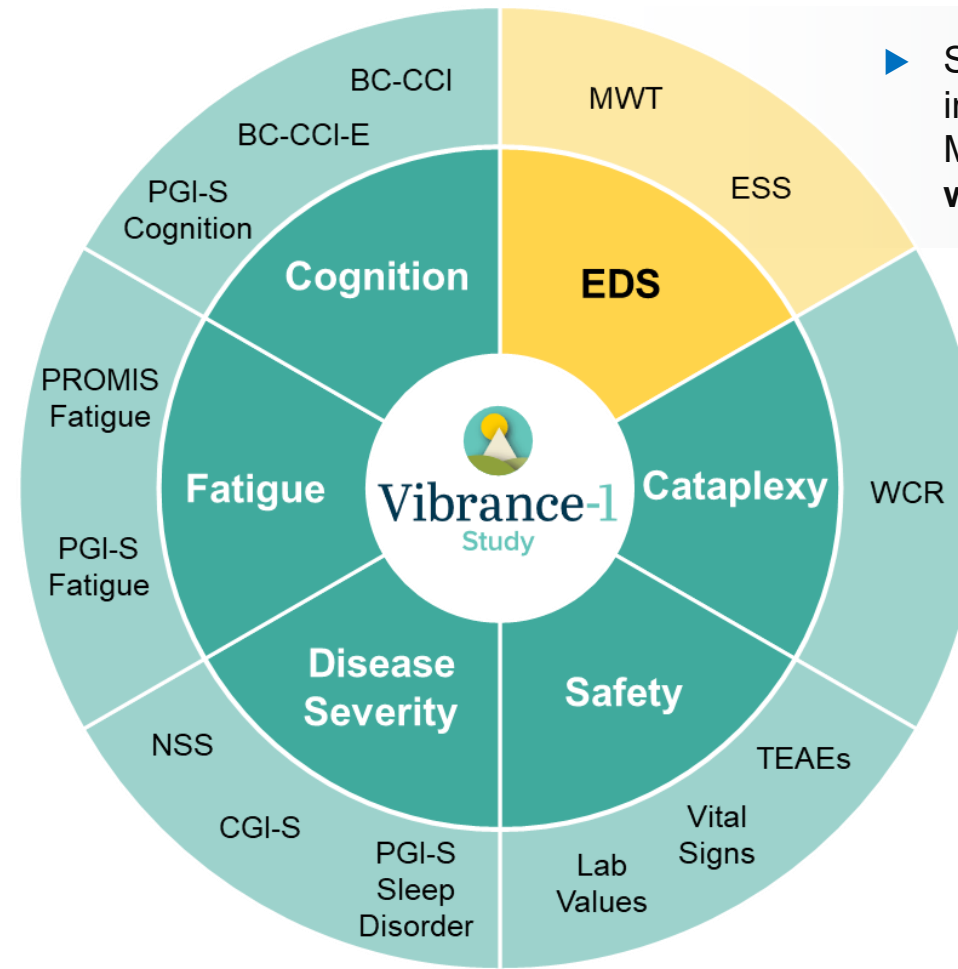 BC-CCI
BC-CCI-E
PGI-S
Cognition
MWT
ESS
Cognition
EDS
PROMIS
Fatigue
PGI-S
Fatigue
Fatigue
Vibrance-1
Study
Cataplexy
WCR
Disease
Severity
Safety
NSS
CGI-S
PGI-S
Sleep
Disorder
TEAEs
Vital
Signs
Lab
Values